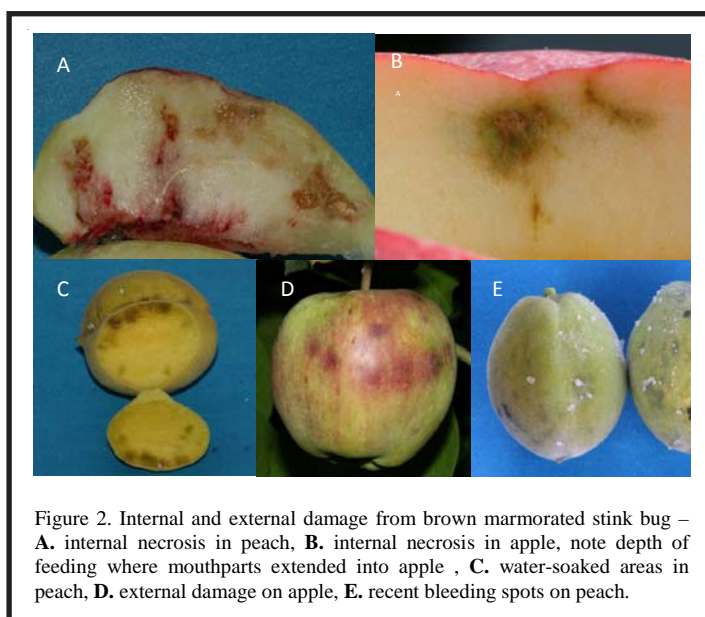 A
B
A
C
D
E
Figure 2. Internal and external damage from brown marmorated stink bug –
A. internal necrosis in peach, B. internal necrosis in apple, note depth of
feeding where mouthparts extended into apple , C. water-soaked areas in
peach, D. external damage on apple, E. recent bleeding spots on peach.